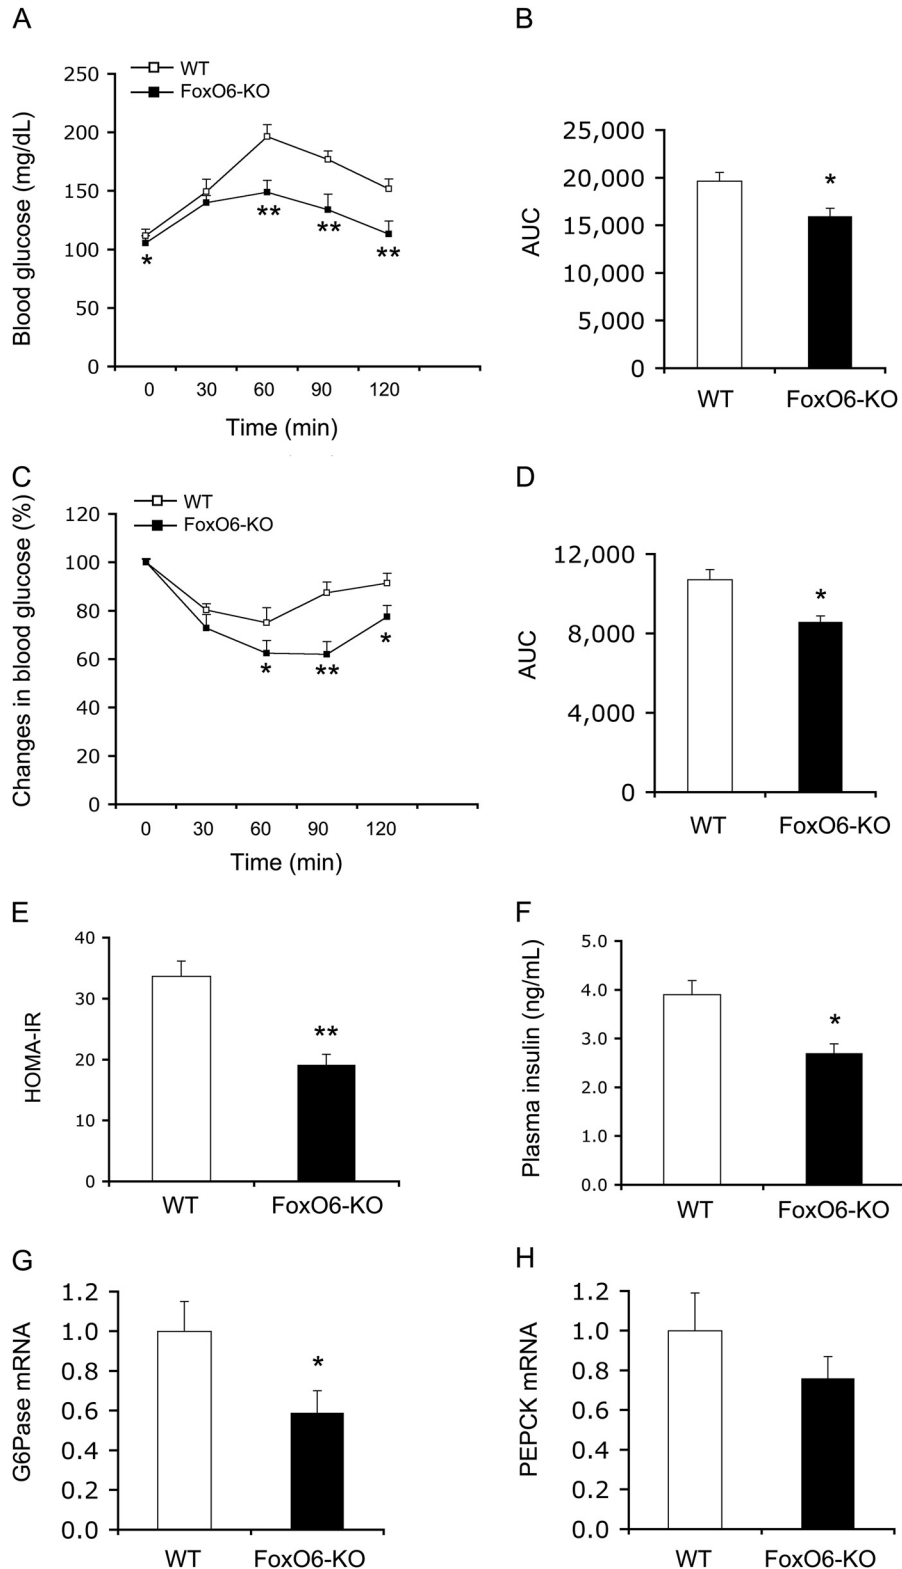 A
WT
FoxO6-KO
Blood glucose (mg/dL)
250
200
150
100
50
0
*
**
**
**
0 30 60 90 120
Time (min)
B
AUC
25,000
20,000
15,000
10,000
5,000
0
*
WT FoxO6-KO
C
WT
FoxO6-KO
Changes in blood glucose (%)
120
100
80
60
40
20
0
*
**
*
0 30 60 90 120
Time (min)
D
AUC
12,000
8,000
4,000
0
*
WT FoxO6-KO
E
HOMA-IR
40
30
20
10
0
**
WT FoxO6-KO
F
Plasma insulin (ng/mL)
5.0
4.0
3.0
2.0
1.0
0.0
*
WT FoxO6-KO
G
G6Pase mRNA
1.2
1.0
0.8
0.6
0.4
0.2
0.0
*
WT FoxO6-KO
H
PEPCK mRNA
1.2
1.0
0.8
0.6
0.4
0.2
0.0
WT FoxO6-KO